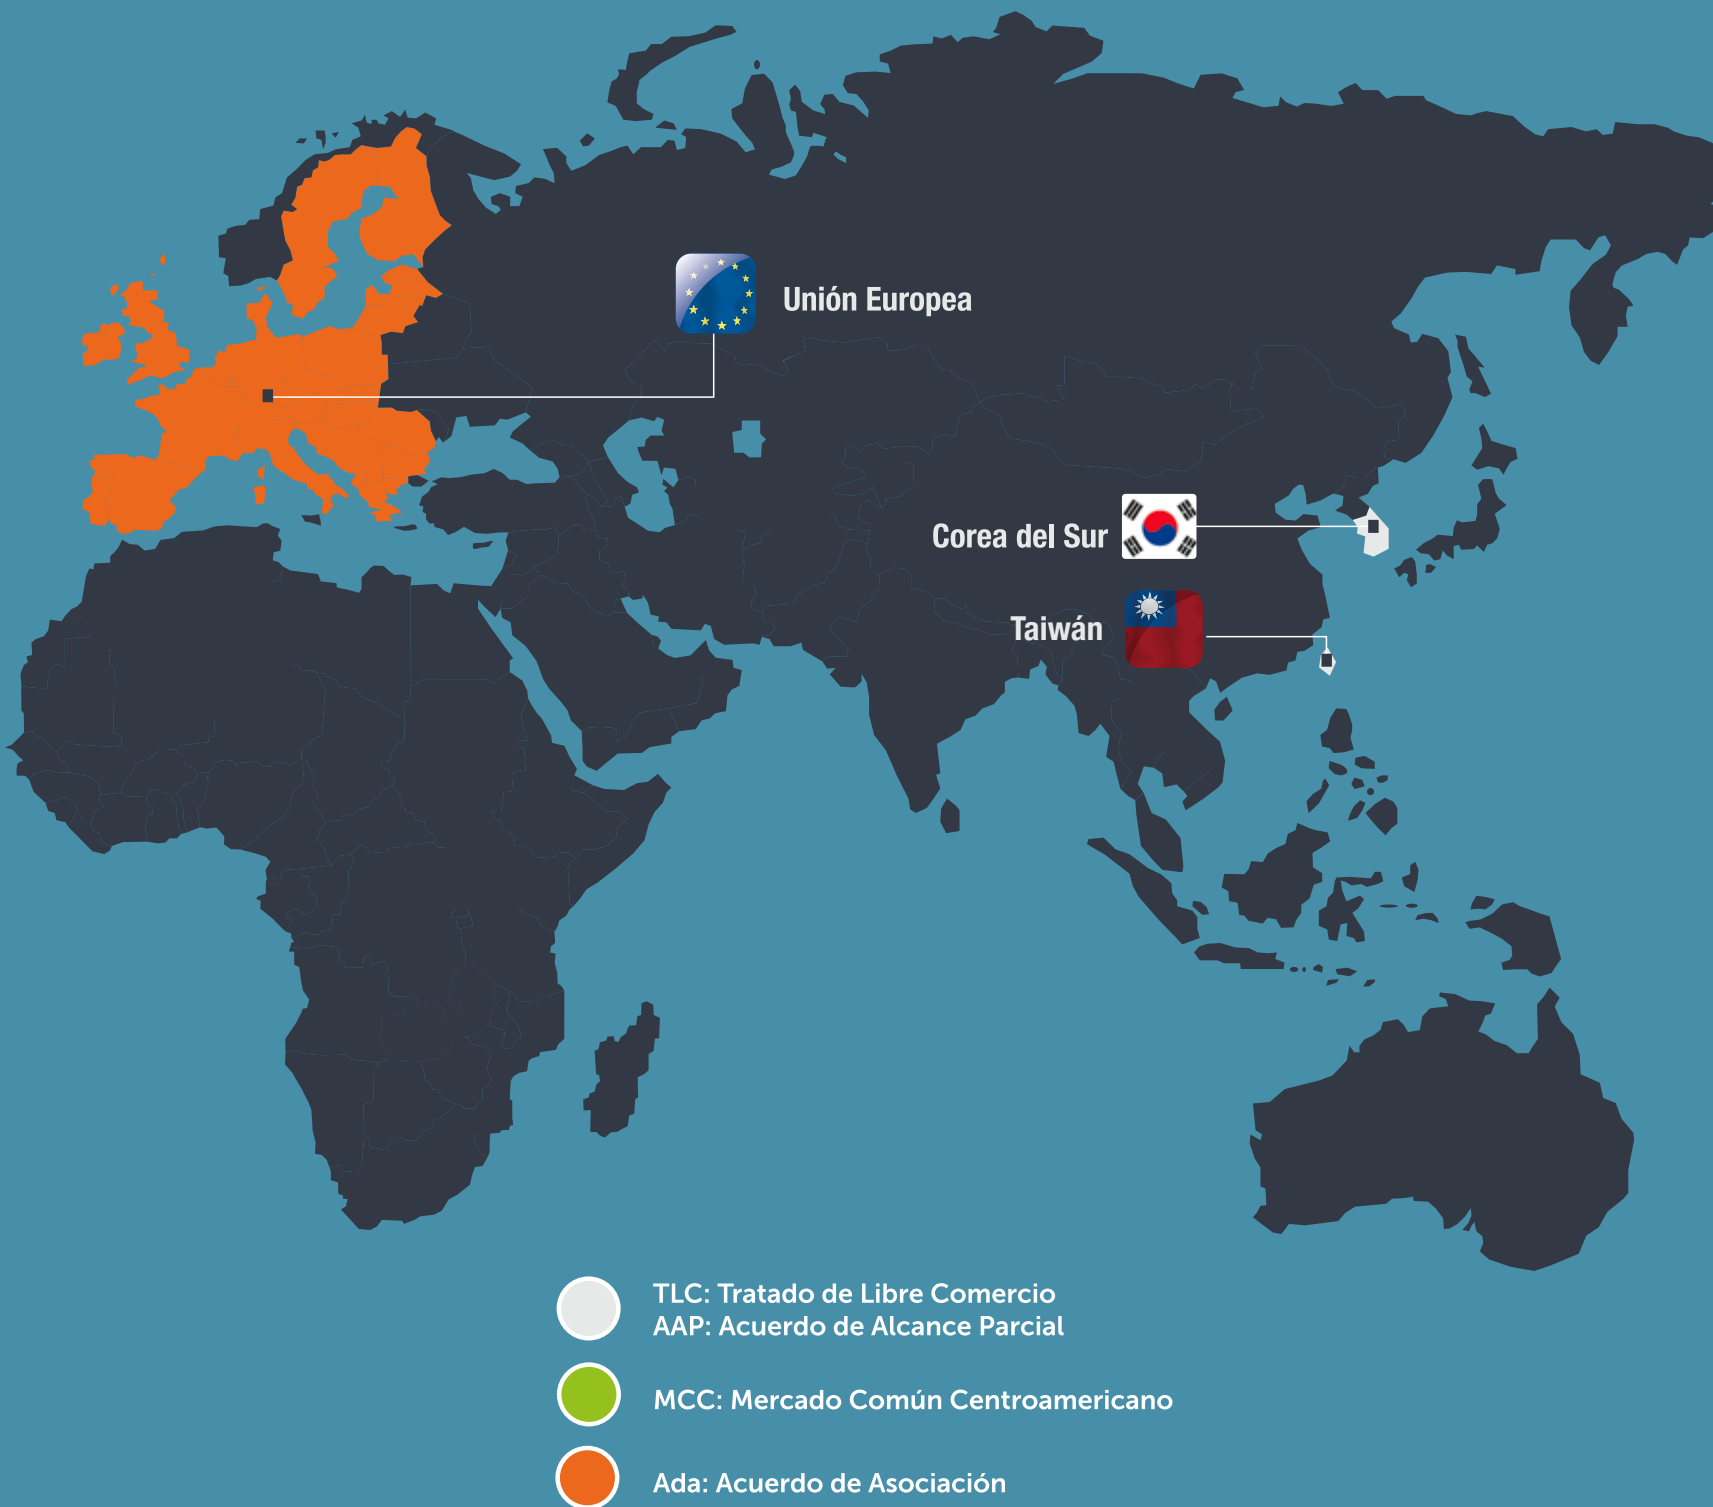 Unión Europea
Corea del Sur
Taiwán
TLC: Tratado de Libre Comercio
AAP: Acuerdo de Alcance Parcial
MCC: Mercado Común Centroamericano
Ada: Acuerdo de Asociación